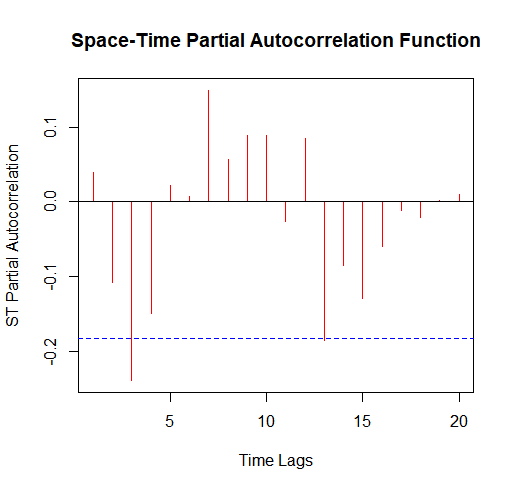 Space-Time Partial Autocorrelation Function
ST Partial Autocorrelation
0.1
0.0
-0.1
-0.2
5 10 15 20
Time Lags